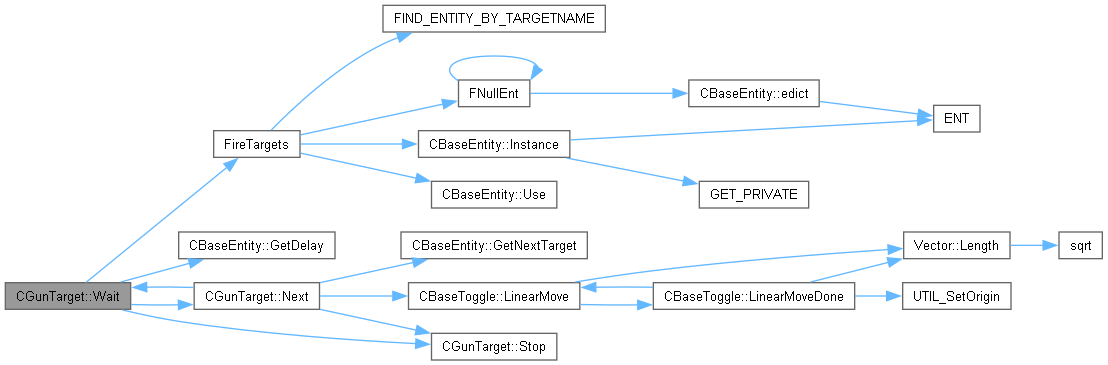 FIND_ENTITY_BY_TARGETNAME
FNullEnt
CBaseEntity::edict
ENT
FireTargets
CBaseEntity::Instance
CBaseEntity::Use
GET_PRIVATE
CBaseEntity::GetDelay
CBaseEntity::GetNextTarget
Vector::Length
sqrt
CGunTarget::Wait
CGunTarget::Next
CBaseToggle::LinearMove
CBaseToggle::LinearMoveDone
UTIL_SetOrigin
CGunTarget::Stop